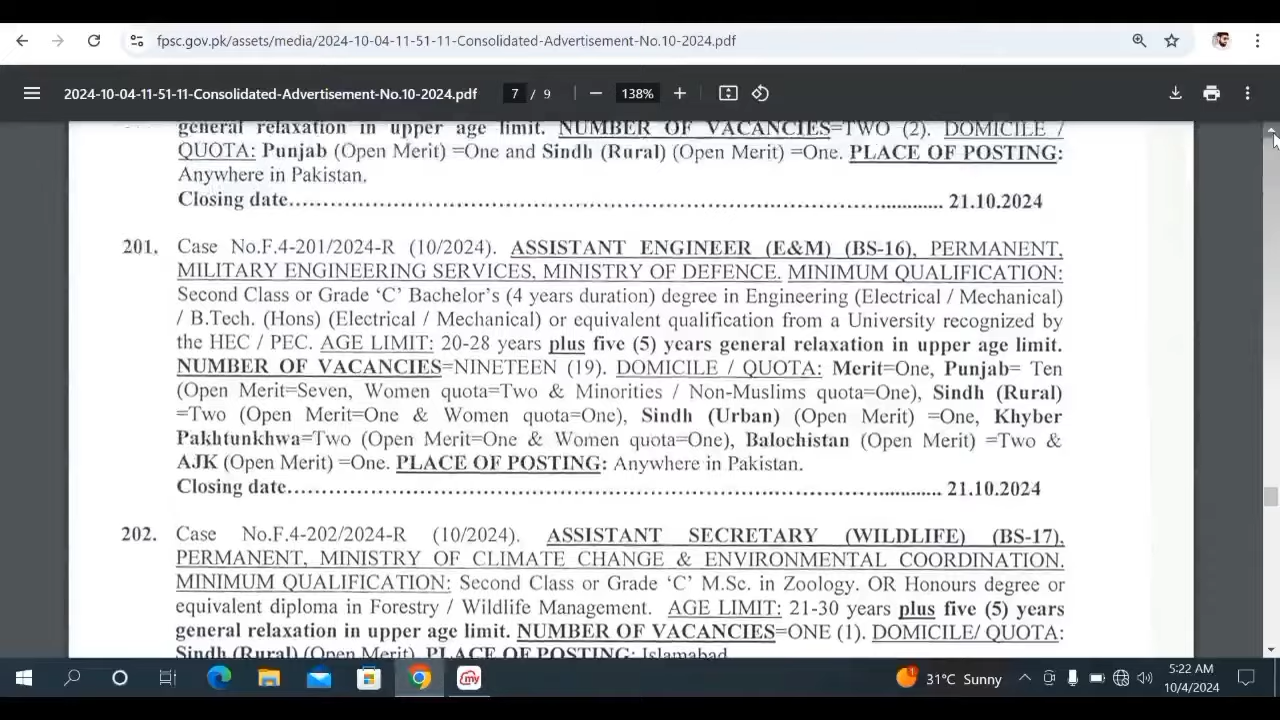 fpsc.gov.pk/assets/media/2024-10-04-11-51-11-Consolidated-Advertisement-No.10-2024.pdf
2024-10-04-11-51-11-Consolidated-Advertisement-No.10-2024.pdf 7 / 9 138%
general relaxation in upper age limit. NUMBER OF VACANCIES=TWO (2). DOMICILE /
QUOTA: Punjab (Open Merit) =One and Sindh (Rural) (Open Merit) =One. PLACE OF POSTING:
Anywhere in Pakistan.
Closing date.......................................................................................... 21.10.2024
201. Case No.F.4-201/2024-R (10/2024). ASSISTANT ENGINEER (E&M) (BS-16), PERMANENT,
MILITARY ENGINEERING SERVICES, MINISTRY OF DEFENCE. MINIMUM QUALIFICATION:
Second Class or Grade ‘C’ Bachelor’s (4 years duration) degree in Engineering (Electrical / Mechanical)
/ B.Tech. (Hons) (Electrical / Mechanical) or equivalent qualification from a University recognized by
the HEC / PEC. AGE LIMIT: 20-28 years plus five (5) years general relaxation in upper age limit.
NUMBER OF VACANCIES=NINETEEN (19). DOMICILE / QUOTA: Merit=One, Punjab= Ten
(Open Merit=Seven, Women quota=Two & Minorities / Non-Muslims quota=One), Sindh (Rural)
=Two (Open Merit=One & Women quota=One), Sindh (Urban) (Open Merit) =One, Khyber
Pakhtunkhwa=Two (Open Merit=One & Women quota=One), Balochistan (Open Merit) =Two &
AJK (Open Merit) =One. PLACE OF POSTING: Anywhere in Pakistan.
Closing date.......................................................................................... 21.10.2024
202. Case No.F.4-202/2024-R (10/2024). ASSISTANT SECRETARY (WILDLIFE) (BS-17),
PERMANENT, MINISTRY OF CLIMATE CHANGE & ENVIRONMENTAL COORDINATION.
MINIMUM QUALIFICATION: Second Class or Grade ‘C’ M.Sc. in Zoology. OR Honours degree or
equivalent diploma in Forestry / Wildlife Management. AGE LIMIT: 21-30 years plus five (5) years
general relaxation in upper age limit. NUMBER OF VACANCIES=ONE (1). DOMICILE/ QUOTA:
Sindh (Rural) (Open Merit). PLACE OF POSTING: Islamabad.
my
1
31°C Sunny
5:22 AM
10/4/2024